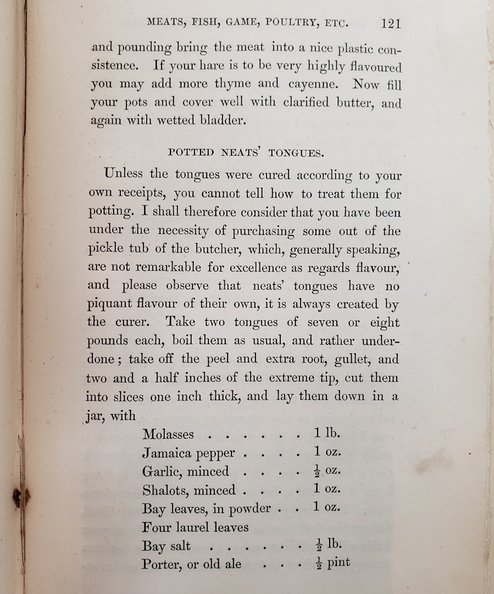 MEATS, FISH, GAME, POULTRY, ETC. 121
and pounding bring the meat into a nice plastic con-
sistence. If your hare is to be very highly flavoured
you may add more thyme and cayenne. Now fill
your pots and cover well with clarified butter, and
again with wetted bladder.
POTTED NEATS' TONGUES.
Unless the tongues were cured according to your
own receipts, you cannot tell how to treat them for
potting. I shall therefore consider that you have been
under the necessity of purchasing some out of the
pickle tub of the butcher, which, generally speaking,
are not remarkable for excellence as regards flavour,
and please observe that neats' tongues have no
piquant flavour of their own, it is always created by
the curer. Take two tongues of seven or eight
pounds each, boil them as usual, and rather under-
done; take off the peel and extra root, gullet, and
two and a half inches of the extreme tip, cut them
into slices one inch thick, and lay them down in a
jar, with
Molasses . . . . . . 1 lb.
Jamaica pepper . . . . 1 oz.
Garlic, minced . . . . ½ oz.
Shalots, minced . . . . 1 oz.
Bay leaves, in powder . . 1 oz.
Four laurel leaves
Bay salt . . . . . . ½ lb.
Porter, or old ale . . . ½ pint